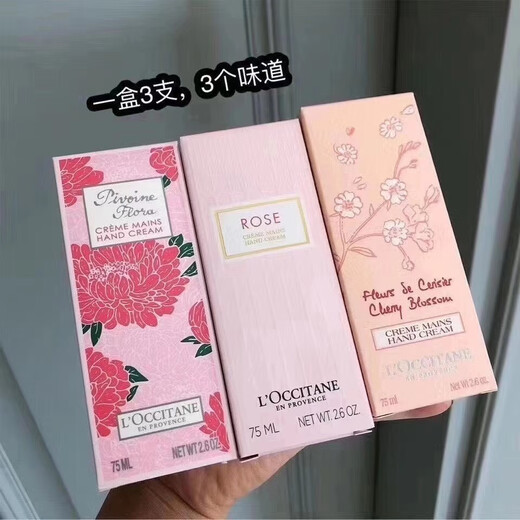 一盒3支，3个味道
Pivoine
Flora
CRÈME MAINS
HAND CREAM
L'OCCITANE
EN PROVENCE
75 ML NET WT. 2.6 OZ.
ROSE
CRÈME MAINS
HAND CREAM
L'OCCITANE
EN PROVENCE
75 ML NET WT. 2.6 OZ.
Fleurs de Cerisier
Cherry Blossom
CRÈME MAINS
HAND CREAM
L'OCCITANE
EN PROVENCE
75 ml Net Wt. 2.6 oz.